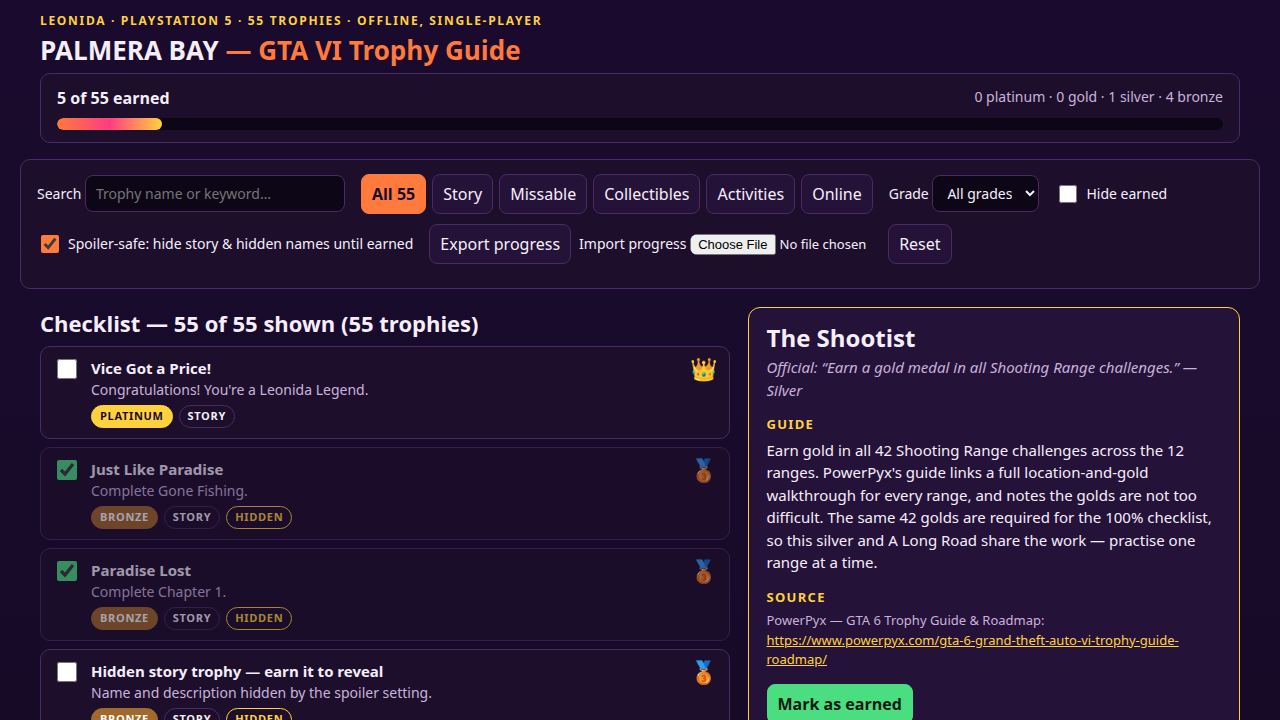 LEONIDA · PLAYSTATION 5 · 55 TROPHIES · OFFLINE, SINGLE-PLAYER
PALMERA BAY — GTA VI Trophy Guide
5 of 55 earned
0 platinum · 0 gold · 1 silver · 4 bronze
Search
Trophy name or keyword...
All 55
Story
Missable
Collectibles
Activities
Online
Grade
All grades
Hide earned
Spoiler-safe: hide story & hidden names until earned
Export progress
Import progress
Choose File
No file chosen
Reset
Checklist — 55 of 55 shown (55 trophies)
Vice Got a Price!
Congratulations! You're a Leonida Legend.
PLATINUM
STORY
Just Like Paradise
Complete Gone Fishing.
BRONZE
STORY
HIDDEN
Paradise Lost
Complete Chapter 1.
BRONZE
STORY
HIDDEN
Hidden story trophy — earn it to reveal
Name and description hidden by the spoiler setting.
BRONZE
STORY
HIDDEN
The Shootist
Official: “Earn a gold medal in all Shooting Range challenges.” —
Silver
GUIDE
Earn gold in all 42 Shooting Range challenges across the 12
ranges. PowerPyx's guide links a full location-and-gold
walkthrough for every range, and notes the golds are not too
difficult. The same 42 golds are required for the 100% checklist,
so this silver and A Long Road share the work — practise one
range at a time.
SOURCE
PowerPyx — GTA 6 Trophy Guide & Roadmap:
https://www.powerpyx.com/gta-6-grand-theft-auto-vi-trophy-guide-
roadmap/
Mark as earned